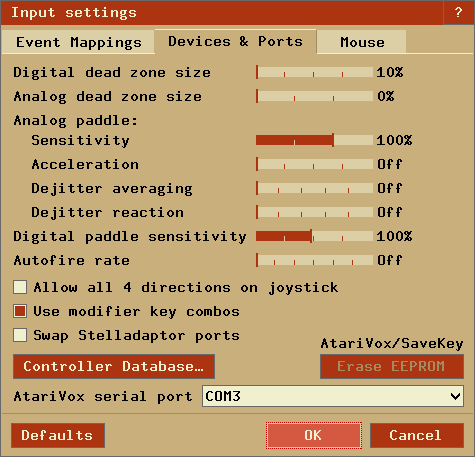 Input settings ?
Event Mappings Devices & Ports Mouse
Digital dead zone size 10%
Analog dead zone size 0%
Analog paddle:
Sensitivity 100%
Acceleration Off
Dejitter averaging Off
Dejitter reaction Off
Digital paddle sensitivity 100%
Autofire rate Off
Allow all 4 directions on joystick
Use modifier key combos
Swap Stelladaptor ports
AtariVox/SaveKey
Controller Database… Erase EEPROM
AtariVox serial port COM3
Defaults OK Cancel